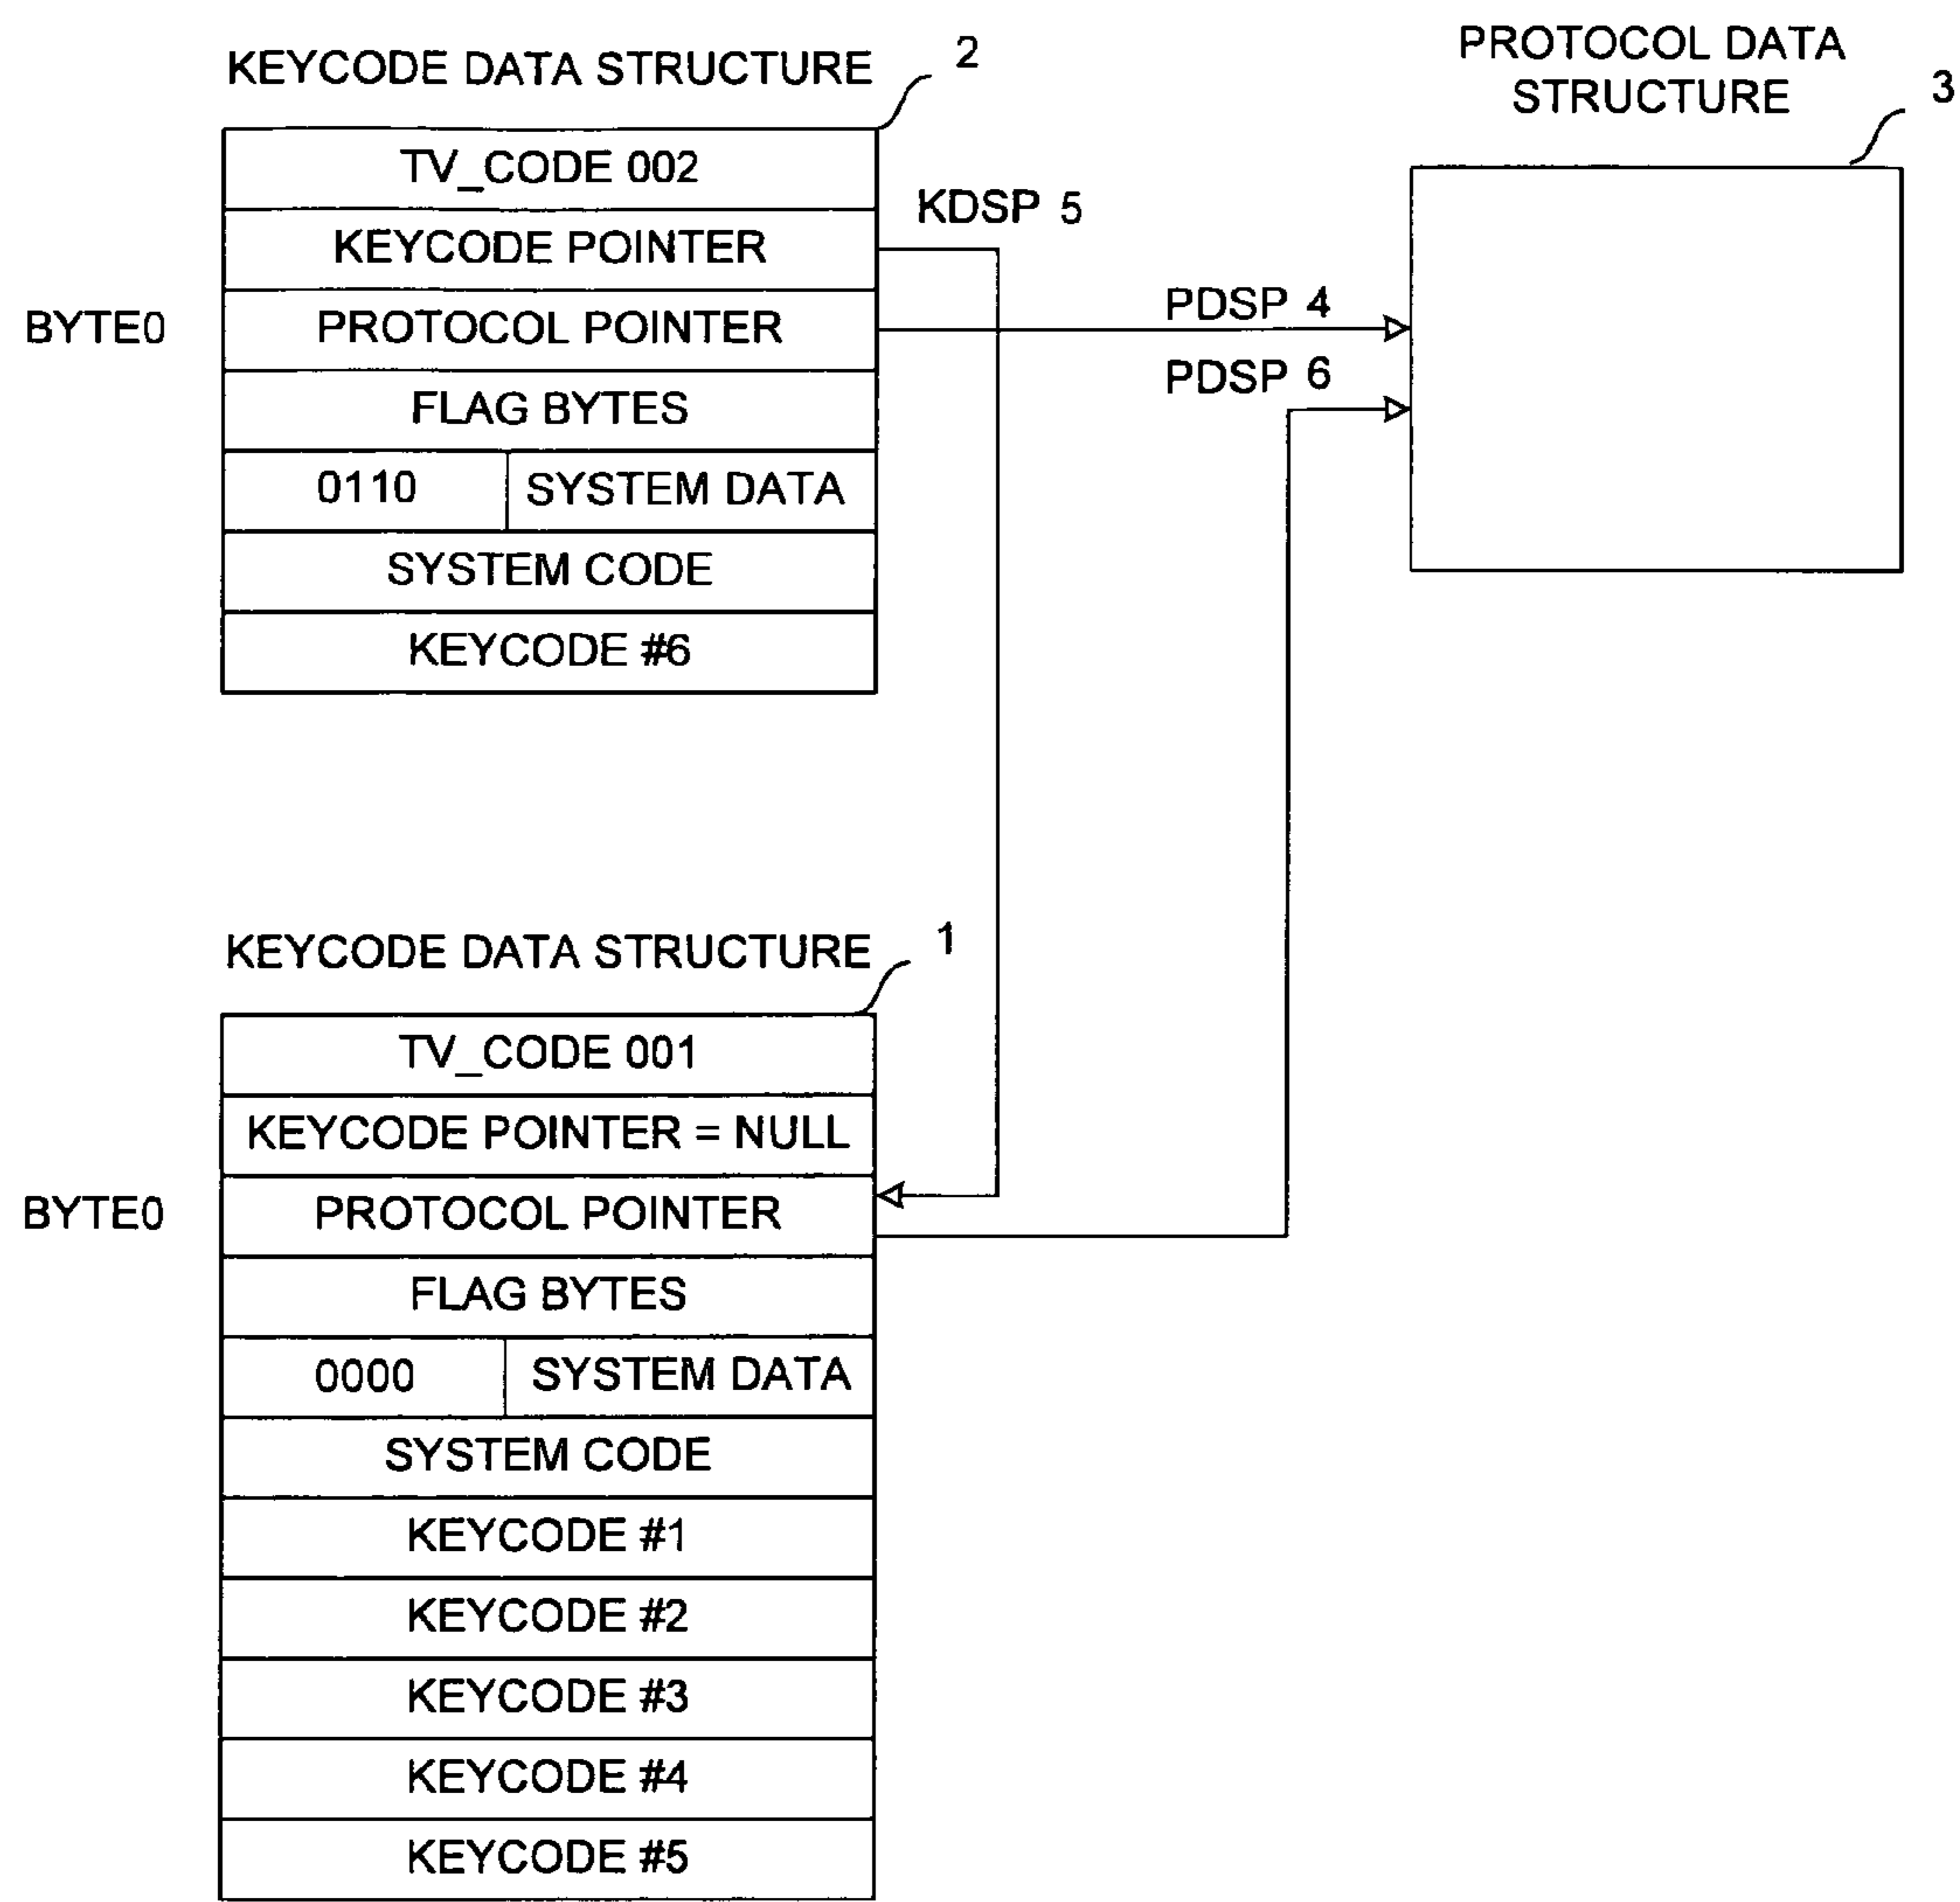 KEYCODE DATA STRUCTURE
2
TV_CODE 002
KEYCODE POINTER
BYTE0
PROTOCOL POINTER
FLAG BYTES
0110
SYSTEM DATA
SYSTEM CODE
KEYCODE #6
KDSP 5
PDSP 4
PDSP 6
PROTOCOL DATA
STRUCTURE
3
KEYCODE DATA STRUCTURE
1
TV_CODE 001
KEYCODE POINTER = NULL
BYTE0
PROTOCOL POINTER
FLAG BYTES
0000
SYSTEM DATA
SYSTEM CODE
KEYCODE #1
KEYCODE #2
KEYCODE #3
KEYCODE #4
KEYCODE #5